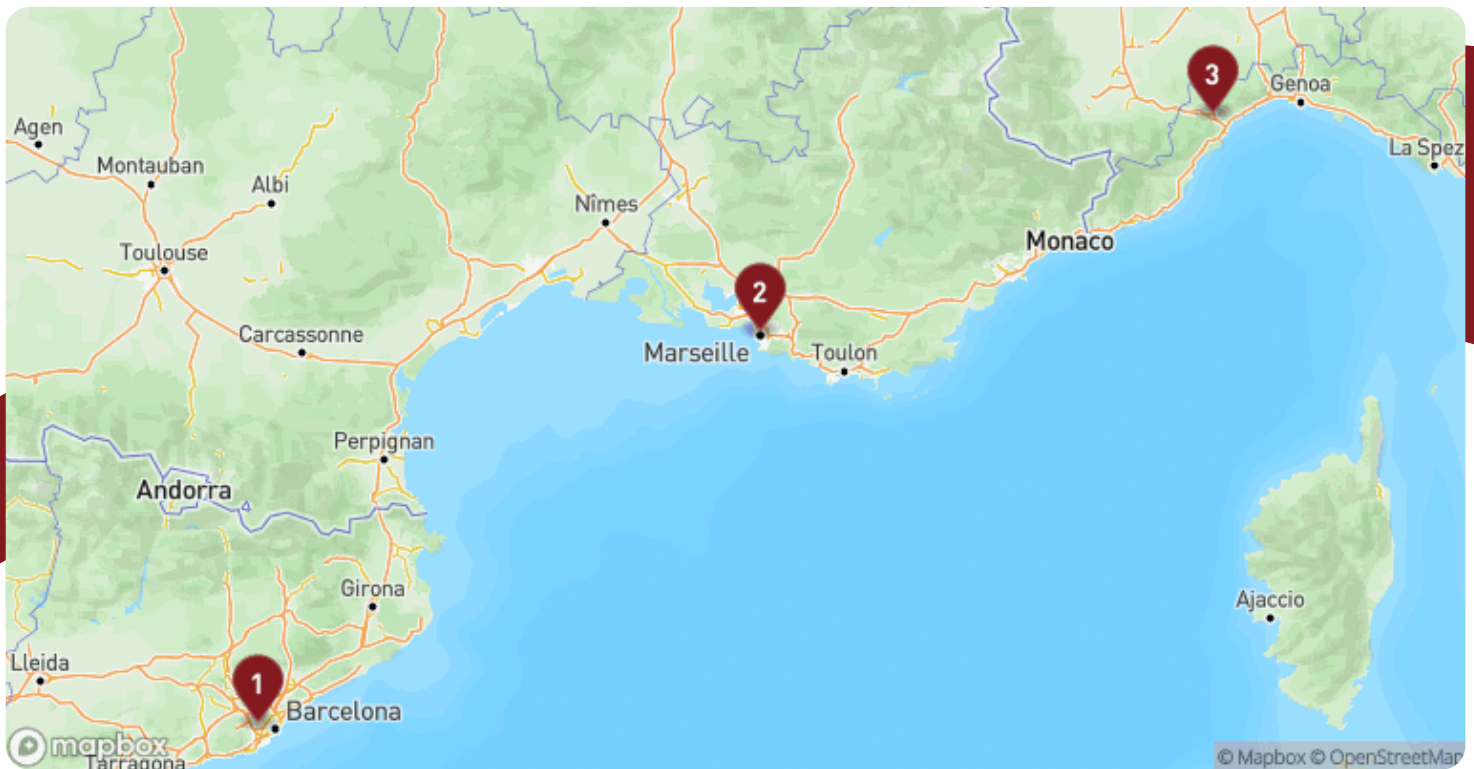 3
Genoa
Agen
La Spez
Montauban
Albi
Nîmes
Monaco
Toulouse
2
Carcassonne
Marseille
Toulon
Perpignan
Andorra
Girona
Ajaccio
Lleida
1
Barcelona
mapbox
Tarragona
© Mapbox © OpenStreetMap